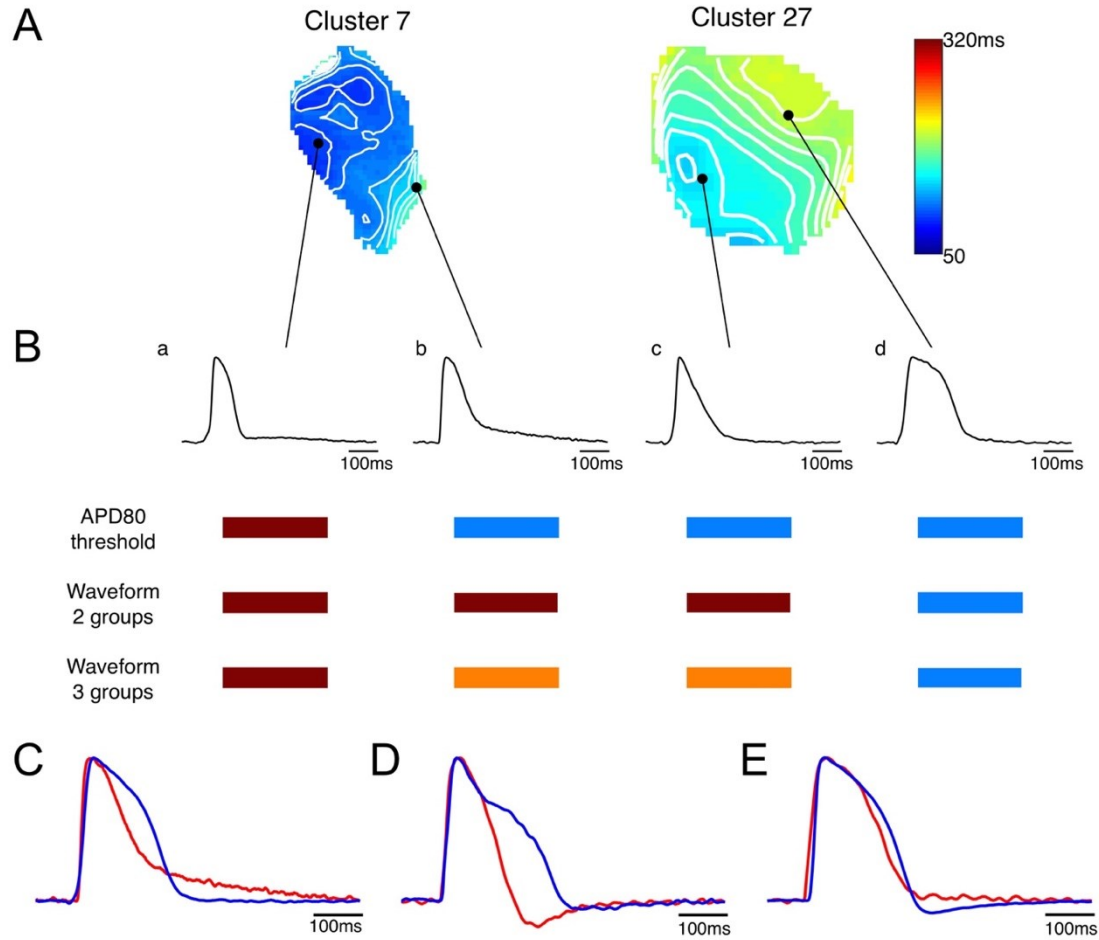 A
Cluster 7
Cluster 27
320ms
50
B
a
b
c
d
100ms
100ms
100ms
100ms
APD80
threshold
Waveform
2 groups
Waveform
3 groups
C
D
E
100ms
100ms
100ms